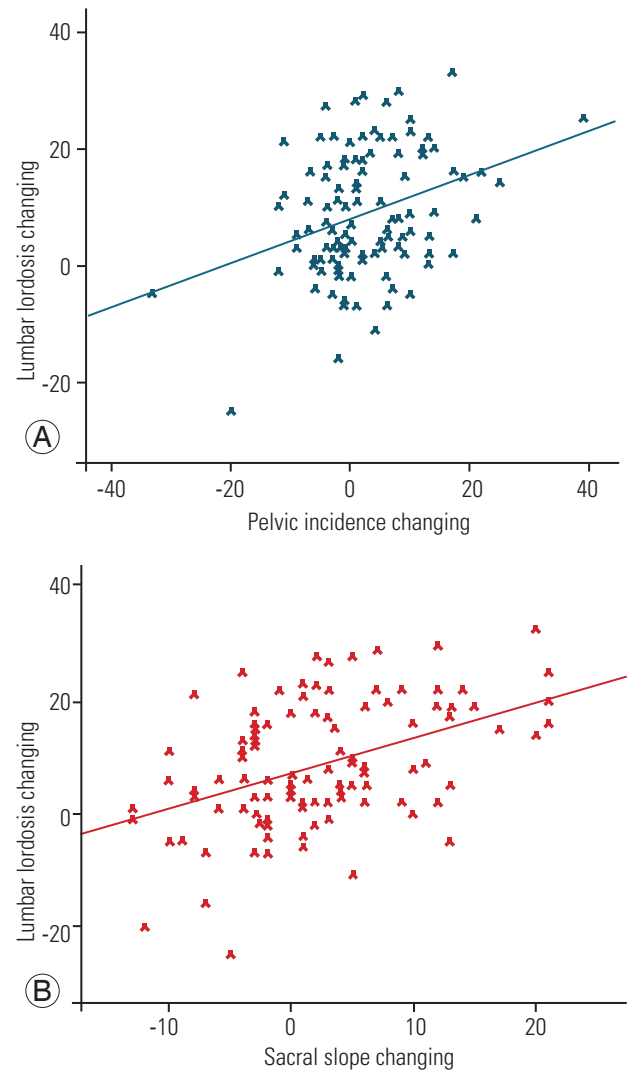 40
20
0
-20
Lumbar lordosis changing
A
-40 -20 0 20 40
Pelvic incidence changing
40
20
0
-20
Lumbar lordosis changing
B
-10 0 10 20
Sacral slope changing